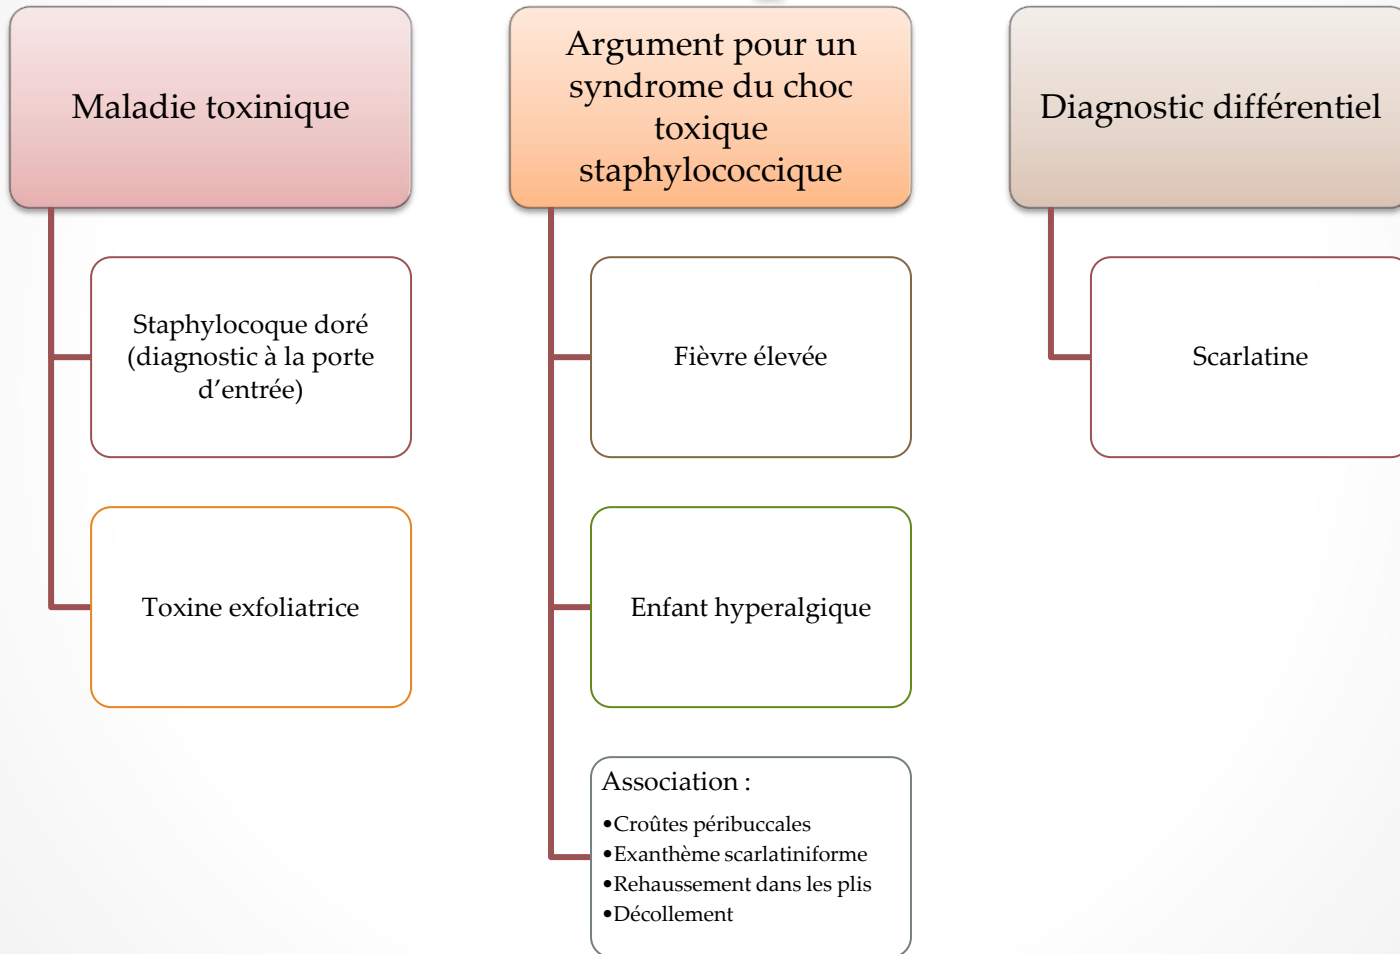 Maladie toxinique
Staphylocoque doré
(diagnostic à la porte
d’entrée)
Toxine exfoliatrice
Argument pour un
syndrome du choc
toxique
staphylococcique
Fièvre élevée
Enfant hyperalgique
Association :
•Croûtes péribuccales
•Exanthème scarlatiniforme
•Rehaussement dans les plis
•Décollement
Diagnostic différentiel
Scarlatine